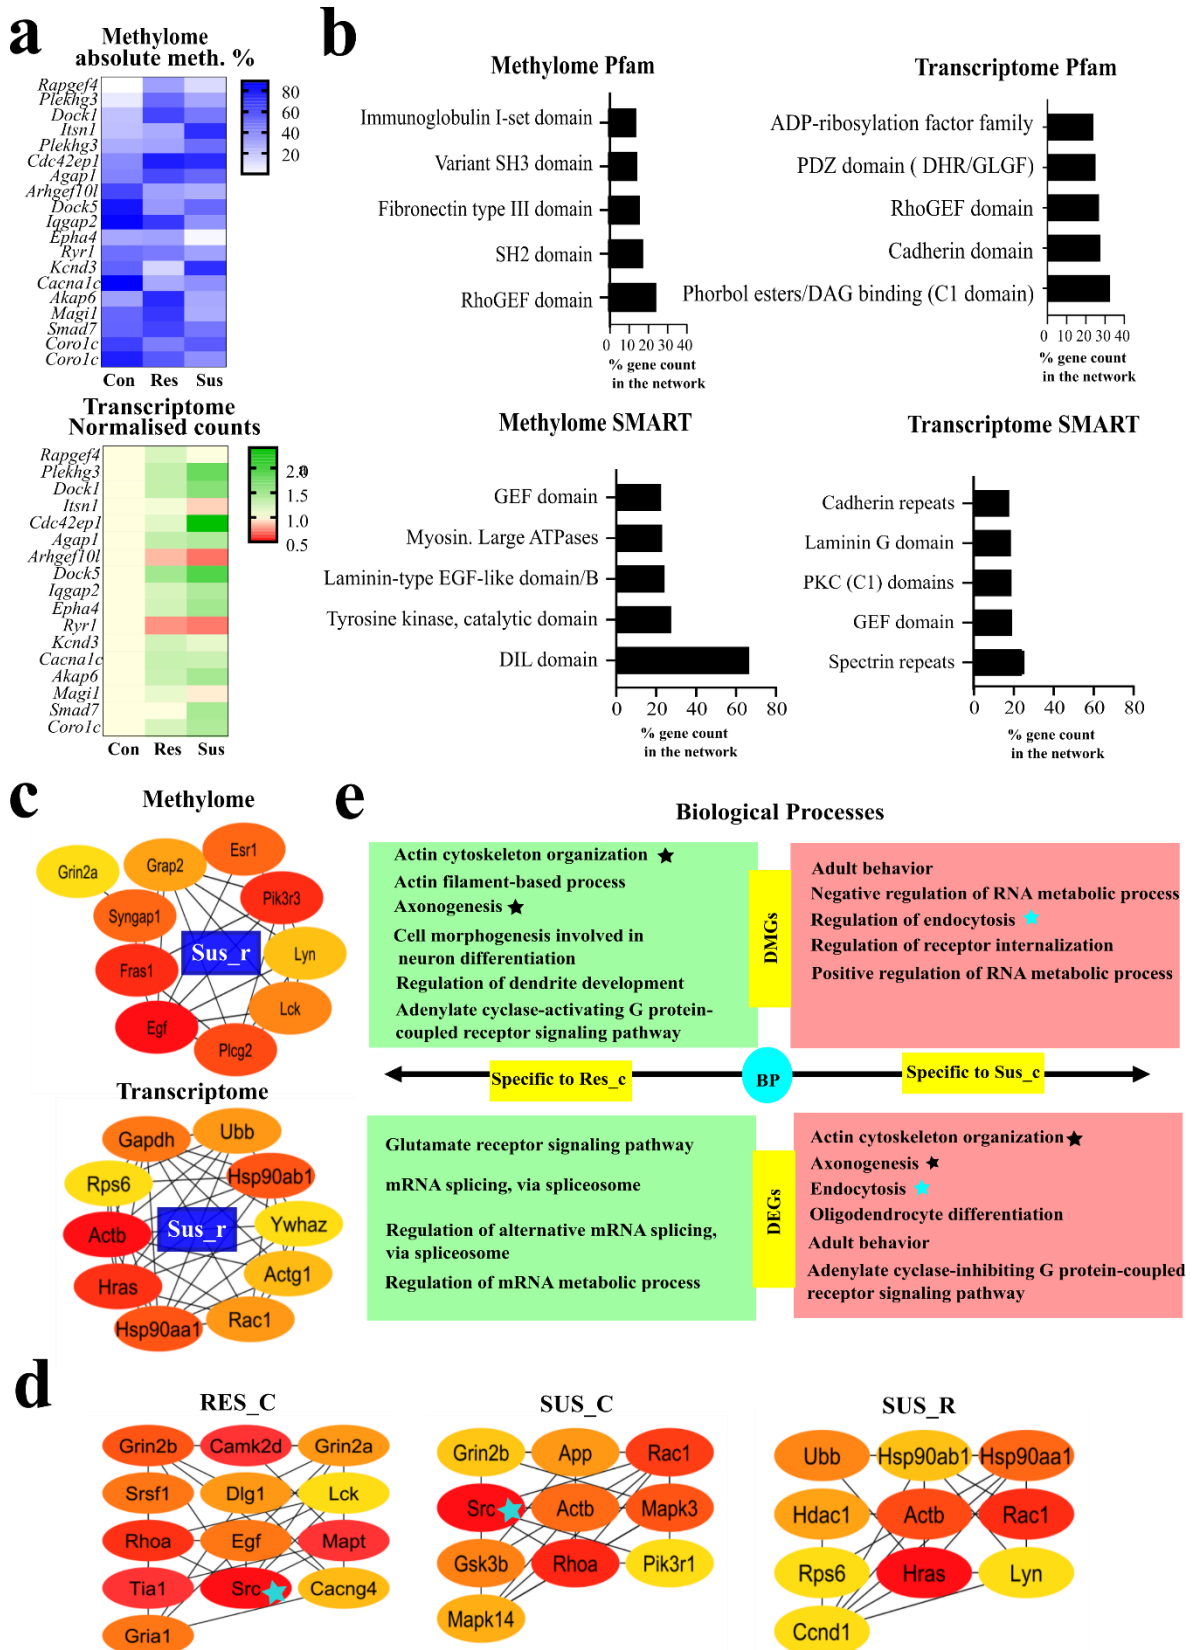 a
Methylome
absolute meth. %
Rapgef4
Plekhg3
Dock1
Itsn1
Plekhg3
Cdc42ep1
Agap1
Arhgef10l
Dock5
Iqgap2
Epha4
Ryr1
Kcnd3
Cacna1c
Akap6
Magi1
Smad7
Coro1c
Coro1c
80
60
40
20
Con Res Sus
Transcriptome
Normalised counts
Rapgef4
Plekhg3
Dock1
Itsn1
Cdc42ep1
Agap1
Arhgef10l
Dock5
Iqgap2
Epha4
Ryr1
Kcnd3
Cacna1c
Akap6
Magi1
Smad7
Coro1c
2.0
1.5
1.0
0.5
Con Res Sus
b
Methylome Pfam
Immunoglobulin I-set domain
Variant SH3 domain
Fibronectin type III domain
SH2 domain
RhoGEF domain
0 10 20 30 40
% gene count
in the network
Transcriptome Pfam
ADP-ribosylation factor family
PDZ domain ( DHR/GLGF)
RhoGEF domain
Cadherin domain
Phorbol esters/DAG binding (C1 domain)
0 10 20 30 40
% gene count
in the network
Methylome SMART
GEF domain
Myosin. Large ATPases
Laminin-type EGF-like domain/B
Tyrosine kinase, catalytic domain
DIL domain
0 20 40 60 80
% gene count
in the network
Transcriptome SMART
Cadherin repeats
Laminin G domain
PKC (C1) domains
GEF domain
Spectrin repeats
0 20 40 60 80
% gene count
in the network
c
Methylome
Grin2a
Grap2
Esr1
Pik3r3
Syngap1
Sus_r
Lyn
Fras1
Lck
Egf
Plcg2
Transcriptome
Gapdh
Ubb
Rps6
Hsp90ab1
Actb
Sus_r
Ywhaz
Hras
Actg1
Hsp90aa1
Rac1
e
Biological Processes
Actin cytoskeleton organization
Actin filament-based process
Axonogenesis
Cell morphogenesis involved in
neuron differentiation
Regulation of dendrite development
Adenylate cyclase-activating G protein-
coupled receptor signaling pathway
DMGs
Adult behavior
Negative regulation of RNA metabolic process
Regulation of endocytosis
Regulation of receptor internalization
Positive regulation of RNA metabolic process
Specific to Res_c
BP
Specific to Sus_c
Glutamate receptor signaling pathway
mRNA splicing, via spliceosome
Regulation of alternative mRNA splicing,
via spliceosome
Regulation of mRNA metabolic process
DEGs
Actin cytoskeleton organization
Axonogenesis
Endocytosis
Oligodendrocyte differentiation
Adult behavior
Adenylate cyclase-inhibiting G protein-coupled
receptor signaling pathway
d
RES_C
Grin2b Camk2d Grin2a
Srsf1 Dlg1 Lck
Rhoa Egf Mapt
Tia1 Src Cacng4
Gria1
SUS_C
Grin2b App Rac1
Src Actb Mapk3
Gsk3b Rhoa Pik3r1
Mapk14
SUS_R
Ubb Hsp90ab1 Hsp90aa1
Hdac1 Actb Rac1
Rps6 Hras Lyn
Ccnd1